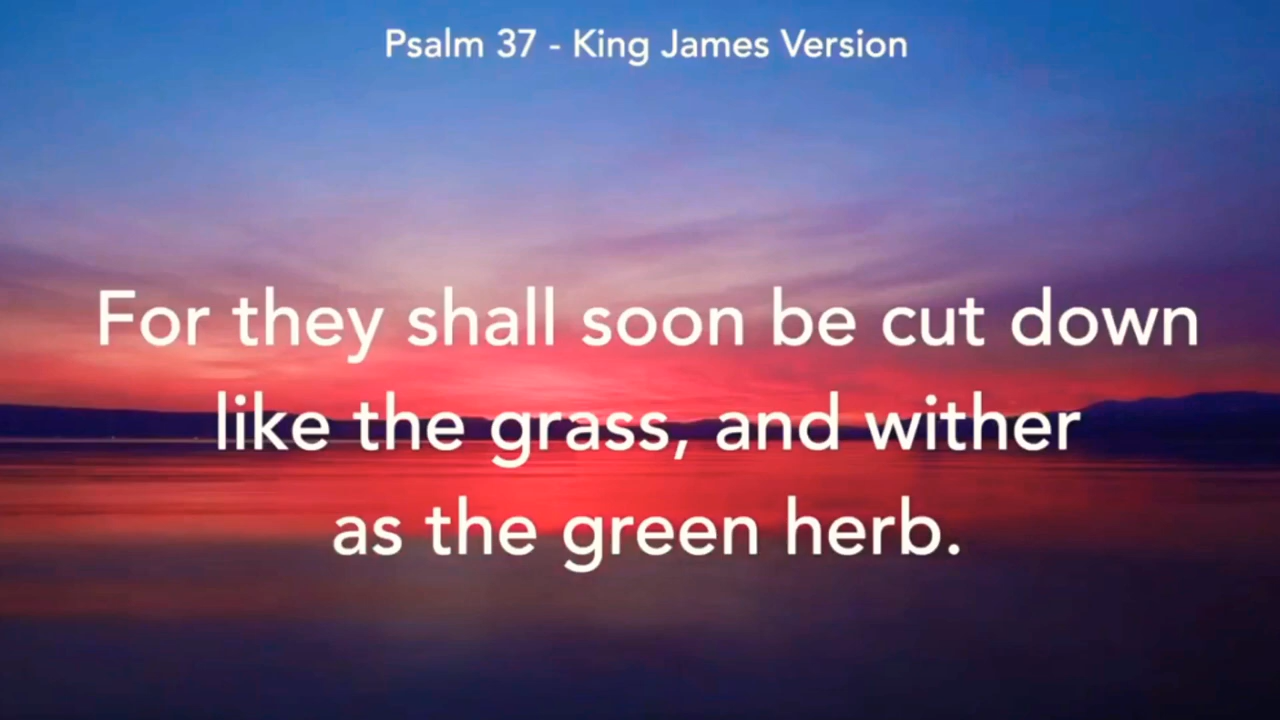 Psalm 37 - King James Version
For they shall soon be cut down
like the grass, and wither
as the green herb.